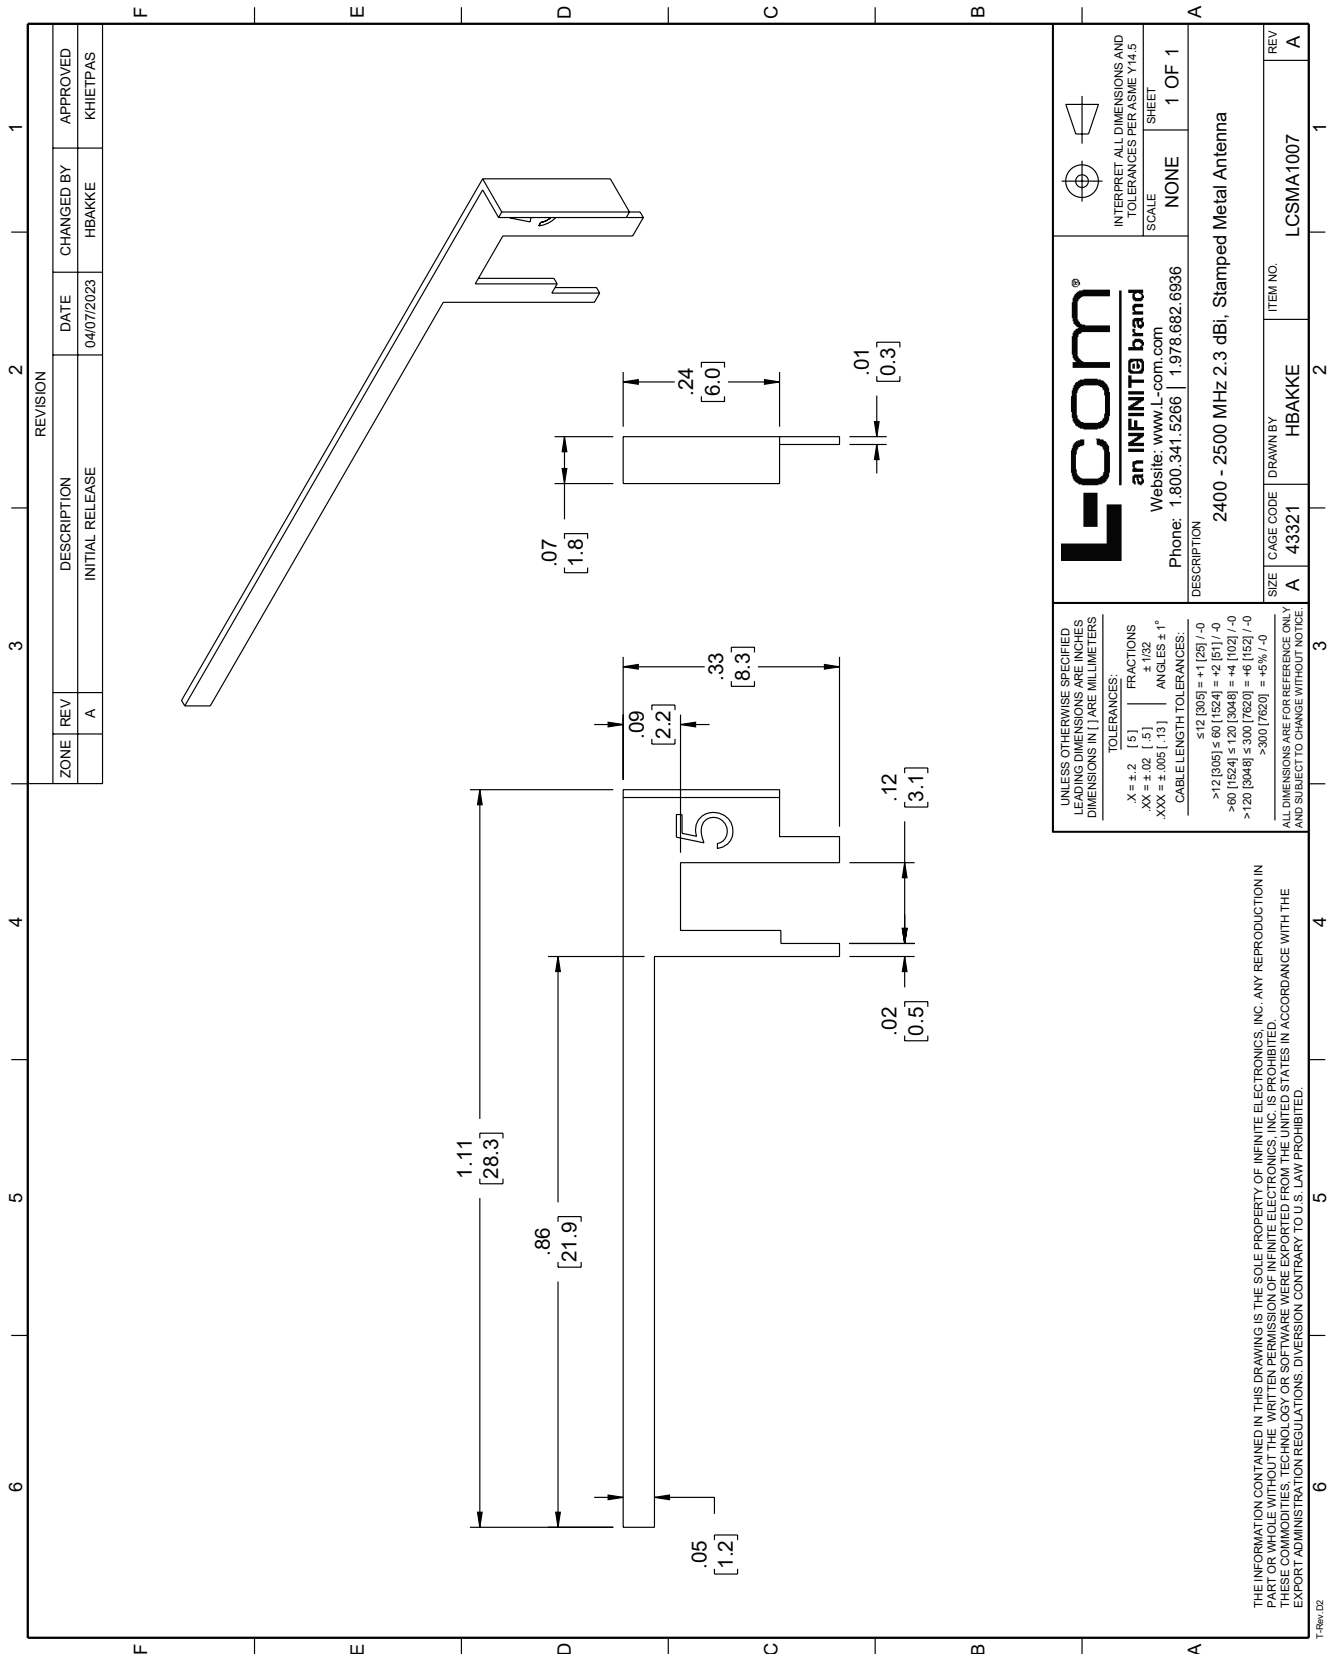 6
5
4
3
2
1
F
E
D
C
B
A
REVISION
ZONE REV DESCRIPTION DATE CHANGED BY APPROVED
A INITIAL RELEASE 04/07/2023 HBAKKE KHIETPAS
1.11
[28.3]
.86
[21.9]
.05
[1.2]
.09
[2.2]
.33
[8.3]
.02
[0.5]
.12
[3.1]
5
.07
[1.8]
.24
[6.0]
.01
[0.3]
UNLESS OTHERWISE SPECIFIED
LEADING DIMENSIONS ARE INCHES
DIMENSIONS IN [ ] ARE MILLIMETERS
TOLERANCES:
.X = ± .2 [5] FRACTIONS
.XX = ± .02 [.5] ± 1/32
.XXX = ± .005 [.13] ANGLES ± 1°
CABLE LENGTH TOLERANCES:
≤12 [305] = +1 [25] / -0
>12 [305] ≤ 60 [1524] = +2 [51] / -0
>60 [1524] ≤ 120 [3048] = +4 [102] / -0
>120 [3048] ≤ 300 [7620] = +6 [152] / -0
>300 [7620] = +5% / -0
ALL DIMENSIONS ARE FOR REFERENCE ONLY
AND SUBJECT TO CHANGE WITHOUT NOTICE.
L-com®
an INFINITE brand
Website: www.L-com.com
Phone: 1.800.341.5266 | 1.978.682.6936
INTERPRET ALL DIMENSIONS AND
TOLERANCES PER ASME Y14.5
SCALE
NONE
SHEET
1 OF 1
DESCRIPTION
2400 - 2500 MHz 2.3 dBi, Stamped Metal Antenna
SIZE
A
CAGE CODE
43321
DRAWN BY
HBAKKE
ITEM NO.
LCSMA1007
REV
A
THE INFORMATION CONTAINED IN THIS DRAWING IS THE SOLE PROPERTY OF INFINITE ELECTRONICS, INC. ANY REPRODUCTION IN
PART OR WHOLE WITHOUT THE WRITTEN PERMISSION OF INFINITE ELECTRONICS, INC. IS PROHIBITED.
THESE COMMODITIES, TECHNOLOGY OR SOFTWARE WERE EXPORTED FROM THE UNITED STATES IN ACCORDANCE WITH THE
EXPORT ADMINISTRATION REGULATIONS. DIVERSION CONTRARY TO U.S. LAW PROHIBITED.
F
E
D
C
B
A
6
5
4
3
2
1
T-Rev.D2